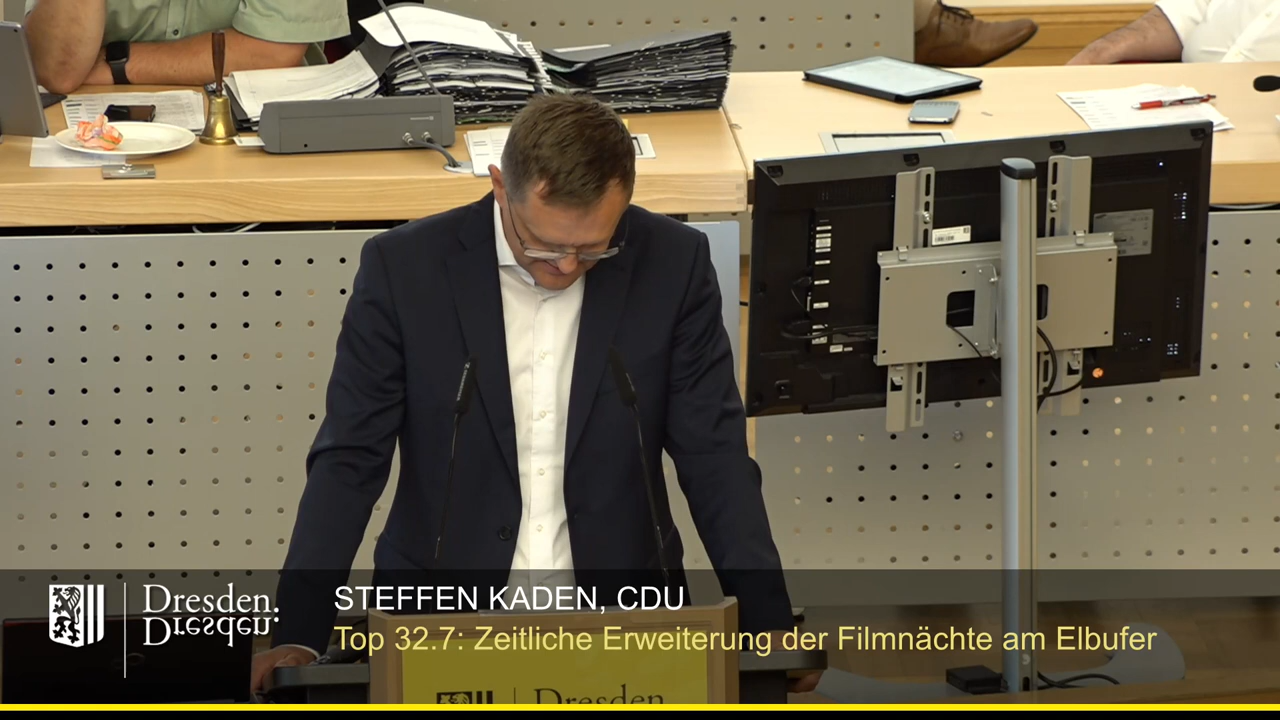 STEFFEN KADEN, CDU
Dresden.
Dresden.
Top 32.7: Zeitliche Erweiterung der Filmnächte am Elbufer
Dresden